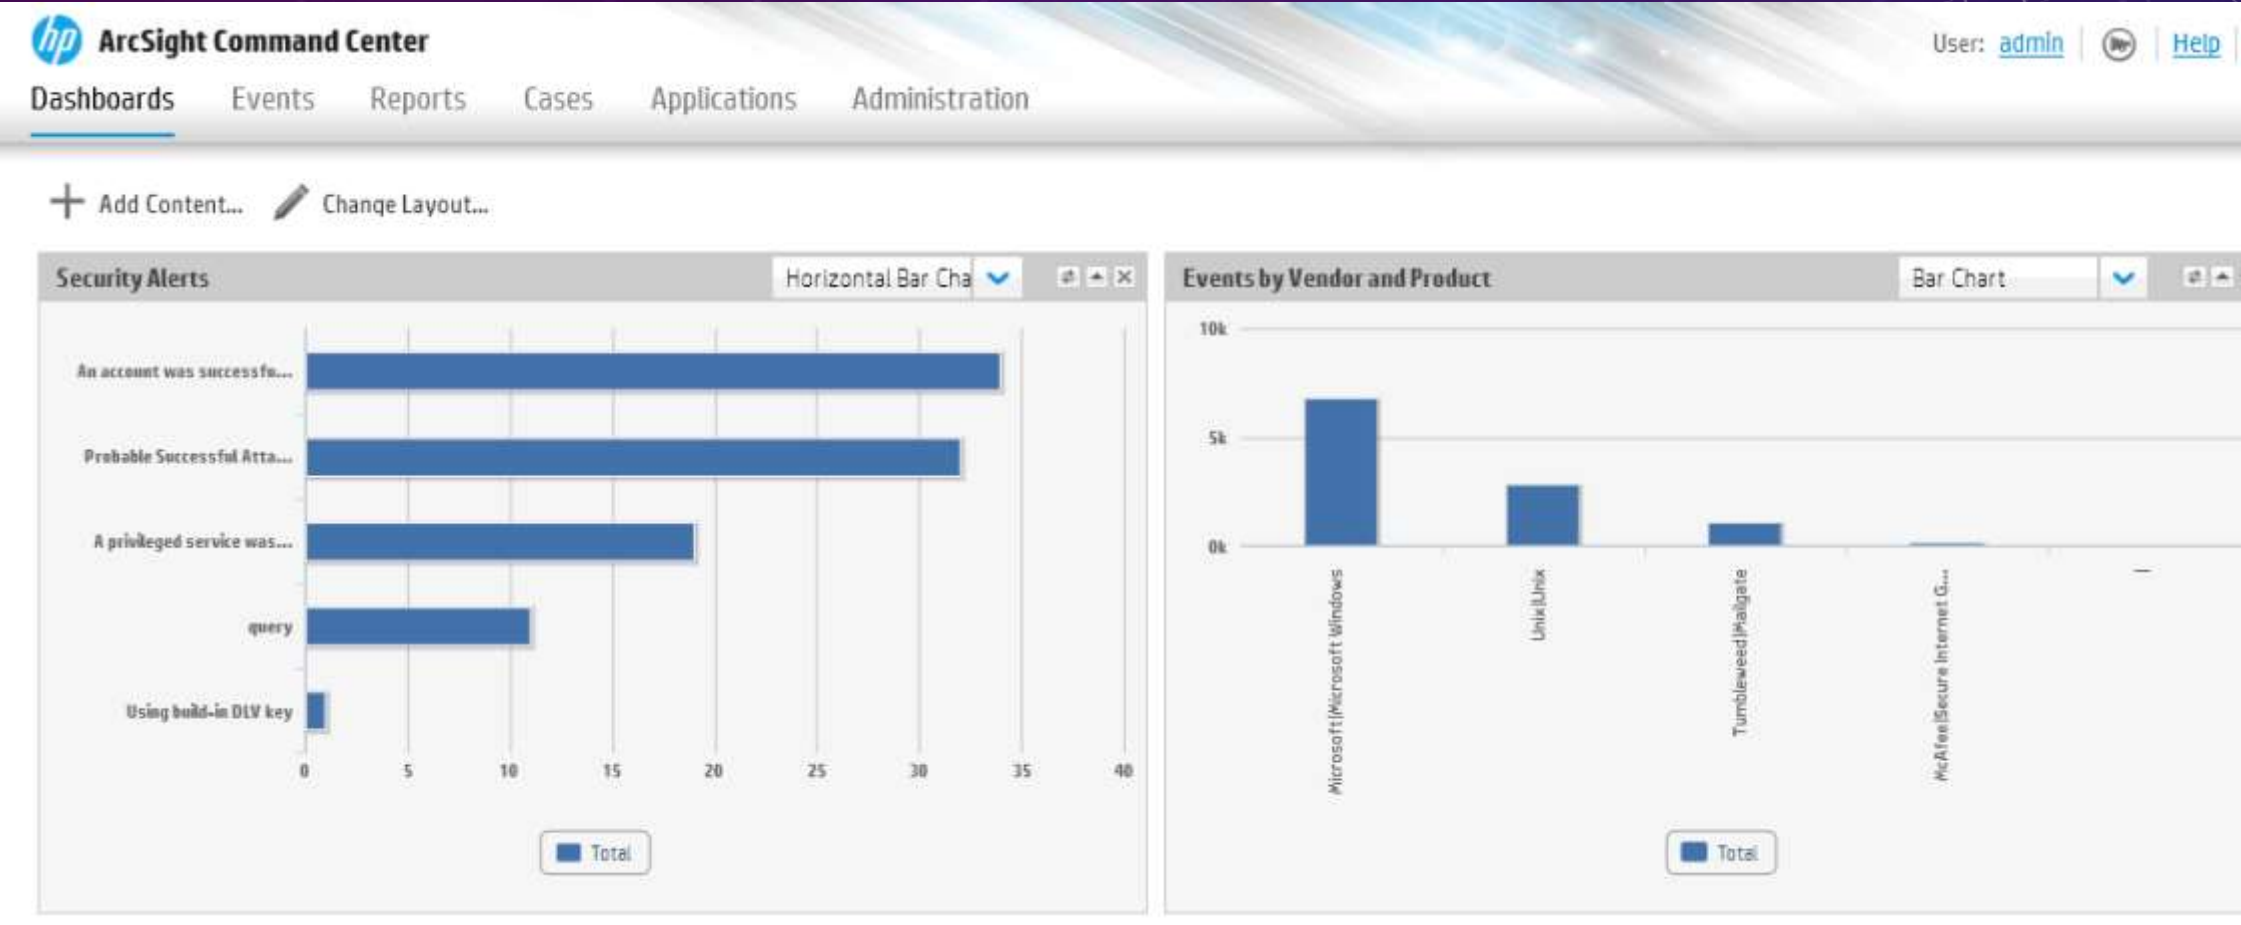 hp ArcSight Command Center
User: admin Help
Dashboards Events Reports Cases Applications Administration
Add Content... Change Layout...
Security Alerts Horizontal Bar Cha
An account was successfu...
Probable Successful Atta...
A privileged service was...
query
Using build-in DLV key
0 5 10 15 20 25 30 35 40
Total
Events by Vendor and Product Bar Chart
10k
5k
0k
Microsoft|Microsoft Windows
Unix|Unix
Tumbleweed|Mailgate
McAfee|Secure Internet G...
|
Total